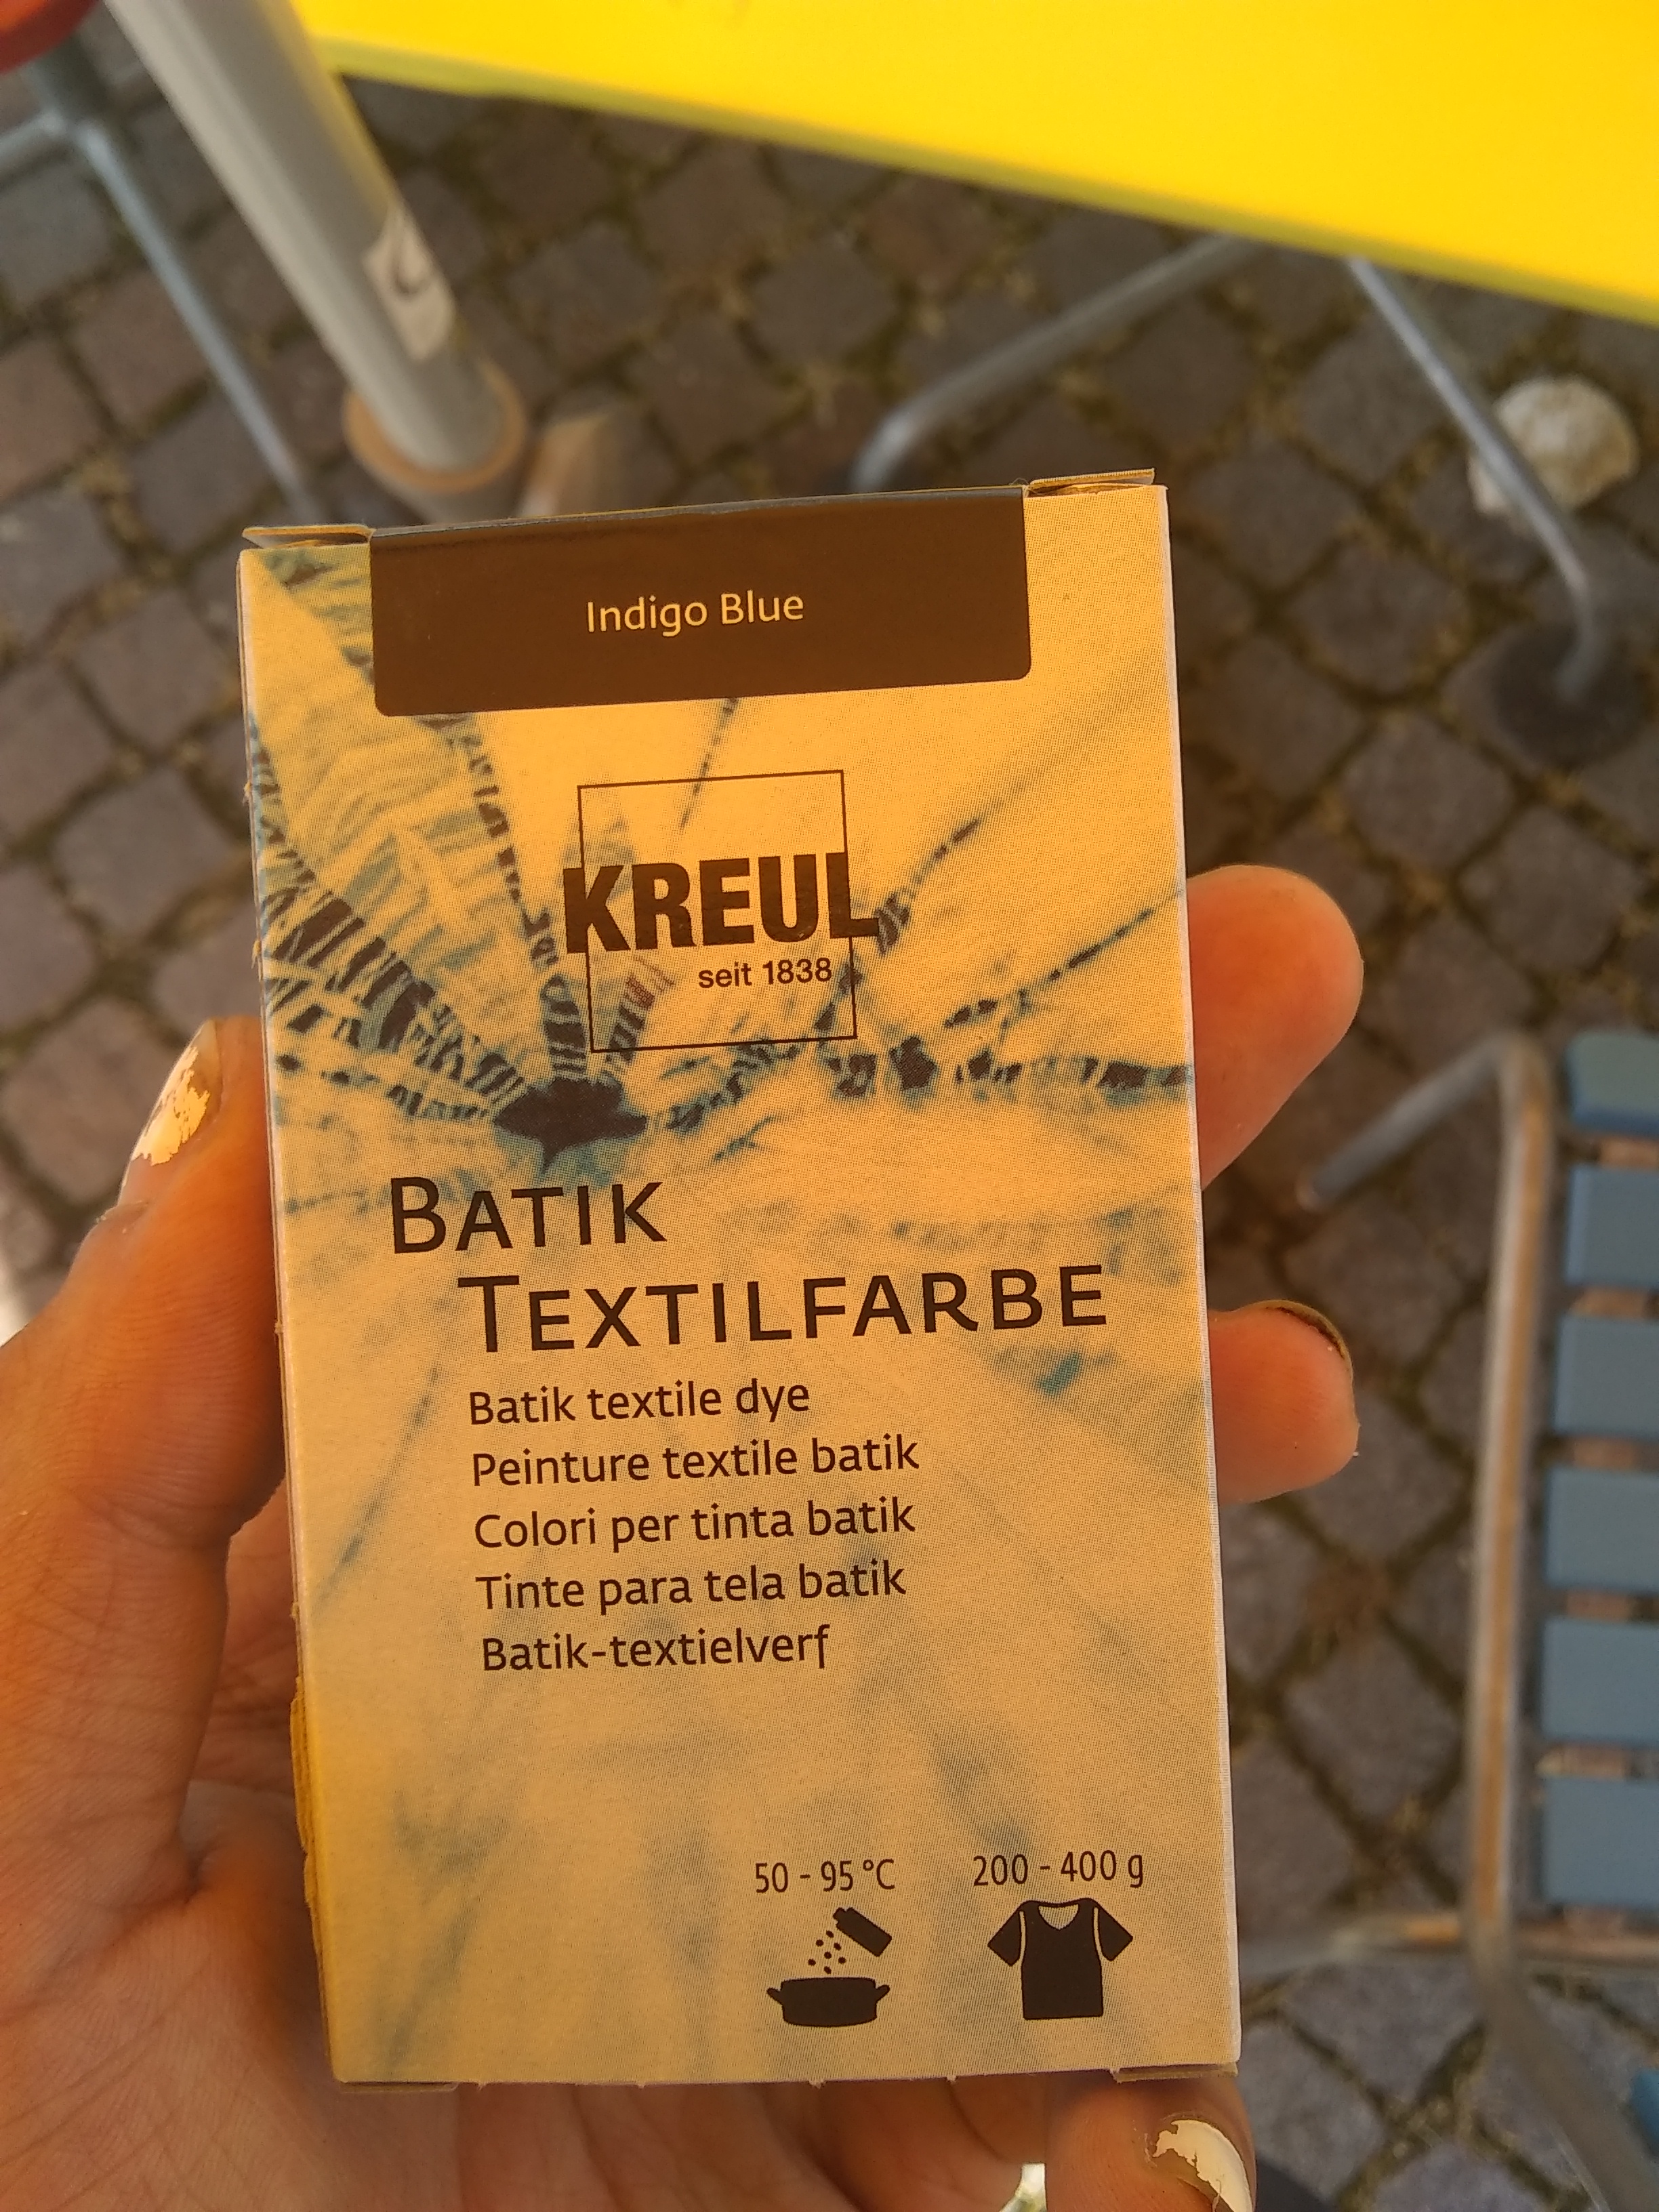 Indigo Blue
KREUL
seit 1838
BATIK
TEXTILFARBE
Batik textile dye
Peinture textile batik
Colori per tinta batik
Tinte para tela batik
Batik-textielverf
50 - 95 °C
200 - 400 g